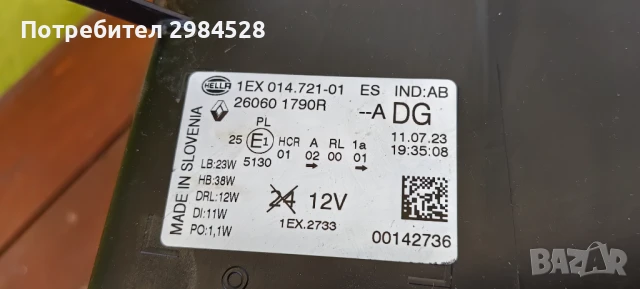 Потребител 2984528
HELLA 1EX 014.721-01 ES IND:AB
26060 1790R --A DG
PL
11.07.23
19:35:08
25 E1 HCR A RL 1a
01 02 00 01
5130 → → →
LB:23W
HB:38W
DRL:12W
DI:11W
PO:1,1W
MADE IN SLOVENIA
24 12V
1EX.2733
00142736
BAZAR